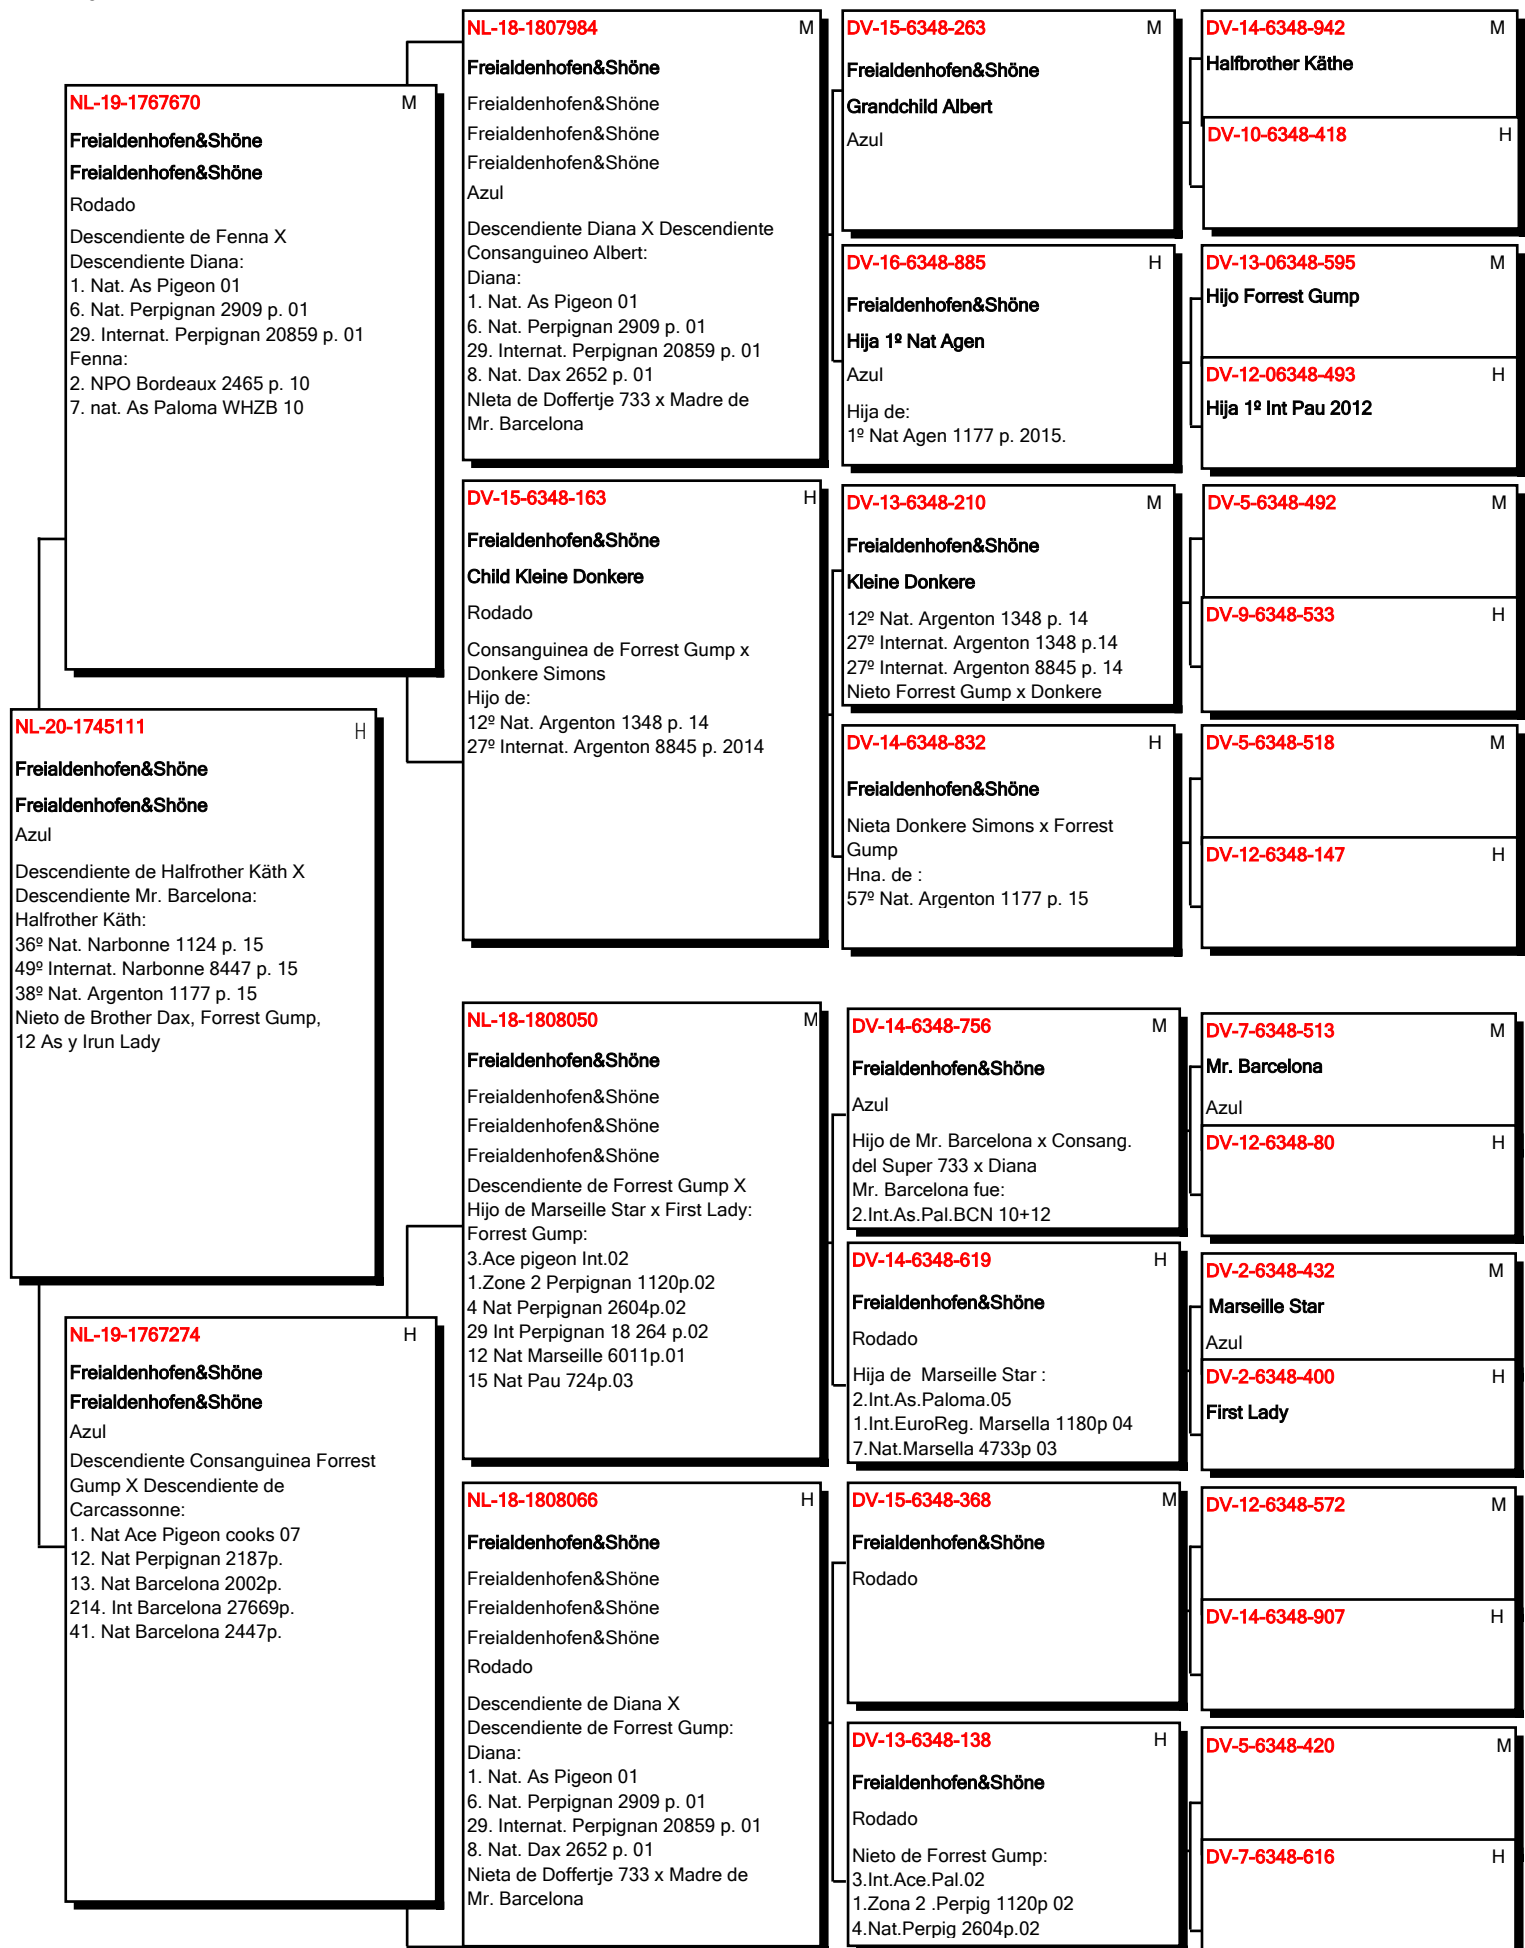 NL-20-1745111 H
Freialdenhofen&Shöne
Freialdenhofen&Shöne
Azul
Descendiente de Halfrother Käth X
Descendiente Mr. Barcelona:
Halfrother Käth:
36º Nat. Narbonne 1124 p. 15
49º Internat. Narbonne 8447 p. 15
38º Nat. Argenton 1177 p. 15
Nieto de Brother Dax, Forrest Gump,
12 As y Irun Lady
NL-19-1767670 M
Freialdenhofen&Shöne
Freialdenhofen&Shöne
Rodado
Descendiente de Fenna X
Descendiente Diana:
1. Nat. As Pigeon 01
6. Nat. Perpignan 2909 p. 01
29. Internat. Perpignan 20859 p. 01
Fenna:
2. NPO Bordeaux 2465 p. 10
7. nat. As Paloma WHZB 10
NL-19-1767274 H
Freialdenhofen&Shöne
Freialdenhofen&Shöne
Azul
Descendiente Consanguinea Forrest
Gump X Descendiente de
Carcassonne:
1. Nat Ace Pigeon cooks 07
12. Nat Perpignan 2187p.
13. Nat Barcelona 2002p.
214. Int Barcelona 27669p.
41. Nat Barcelona 2447p.
NL-18-1807984 M
Freialdenhofen&Shöne
Freialdenhofen&Shöne
Freialdenhofen&Shöne
Freialdenhofen&Shöne
Azul
Descendiente Diana X Descendiente
Consanguineo Albert:
Diana:
1. Nat. As Pigeon 01
6. Nat. Perpignan 2909 p. 01
29. Internat. Perpignan 20859 p. 01
8. Nat. Dax 2652 p. 01
NIeta de Doffertje 733 x Madre de
Mr. Barcelona
DV-15-6348-163 H
Freialdenhofen&Shöne
Child Kleine Donkere
Rodado
Consanguinea de Forrest Gump x
Donkere Simons
Hijo de:
12º Nat. Argenton 1348 p. 14
27º Internat. Argenton 8845 p. 2014
NL-18-1808050 M
Freialdenhofen&Shöne
Freialdenhofen&Shöne
Freialdenhofen&Shöne
Freialdenhofen&Shöne
Descendiente de Forrest Gump X
Hijo de Marseille Star x First Lady:
Forrest Gump:
3.Ace pigeon Int.02
1.Zone 2 Perpignan 1120p.02
4 Nat Perpignan 2604p.02
29 Int Perpignan 18 264 p.02
12 Nat Marseille 6011p.01
15 Nat Pau 724p.03
NL-18-1808066 H
Freialdenhofen&Shöne
Freialdenhofen&Shöne
Freialdenhofen&Shöne
Freialdenhofen&Shöne
Rodado
Descendiente de Diana X
Descendiente de Forrest Gump:
Diana:
1. Nat. As Pigeon 01
6. Nat. Perpignan 2909 p. 01
29. Internat. Perpignan 20859 p. 01
8. Nat. Dax 2652 p. 01
Nieta de Doffertje 733 x Madre de
Mr. Barcelona
DV-15-6348-263 M
Freialdenhofen&Shöne
Grandchild Albert
Azul
DV-16-6348-885 H
Freialdenhofen&Shöne
Hija 1º Nat Agen
Azul
Hija de:
1º Nat Agen 1177 p. 2015.
DV-13-6348-210 M
Freialdenhofen&Shöne
Kleine Donkere
12º Nat. Argenton 1348 p. 14
27º Internat. Argenton 1348 p.14
27º Internat. Argenton 8845 p. 14
Nieto Forrest Gump x Donkere
DV-14-6348-832 H
Freialdenhofen&Shöne
Nieta Donkere Simons x Forrest
Gump
Hna. de :
57º Nat. Argenton 1177 p. 15
DV-14-6348-756 M
Freialdenhofen&Shöne
Azul
Hijo de Mr. Barcelona x Consang.
del Super 733 x Diana
Mr. Barcelona fue:
2.Int.As.Pal.BCN 10+12
DV-14-6348-619 H
Freialdenhofen&Shöne
Rodado
Hija de Marseille Star :
2.Int.As.Paloma.05
1.Int.EuroReg. Marsella 1180p 04
7.Nat.Marsella 4733p 03
DV-15-6348-368 M
Freialdenhofen&Shöne
Rodado
DV-13-6348-138 H
Freialdenhofen&Shöne
Rodado
Nieto de Forrest Gump:
3.Int.Ace.Pal.02
1.Zona 2 .Perpig 1120p 02
4.Nat.Perpig 2604p.02
DV-14-6348-942 M
Halfbrother Käthe
DV-10-6348-418 H
DV-13-06348-595 M
Hijo Forrest Gump
DV-12-06348-493 H
Hija 1º Int Pau 2012
DV-5-6348-492 M
DV-9-6348-533 H
DV-5-6348-518 M
DV-12-6348-147 H
DV-7-6348-513 M
Mr. Barcelona
Azul
DV-12-6348-80 H
DV-2-6348-432 M
Marseille Star
Azul
DV-2-6348-400 H
First Lady
DV-12-6348-572 M
DV-14-6348-907 H
DV-5-6348-420 M
DV-7-6348-616 H